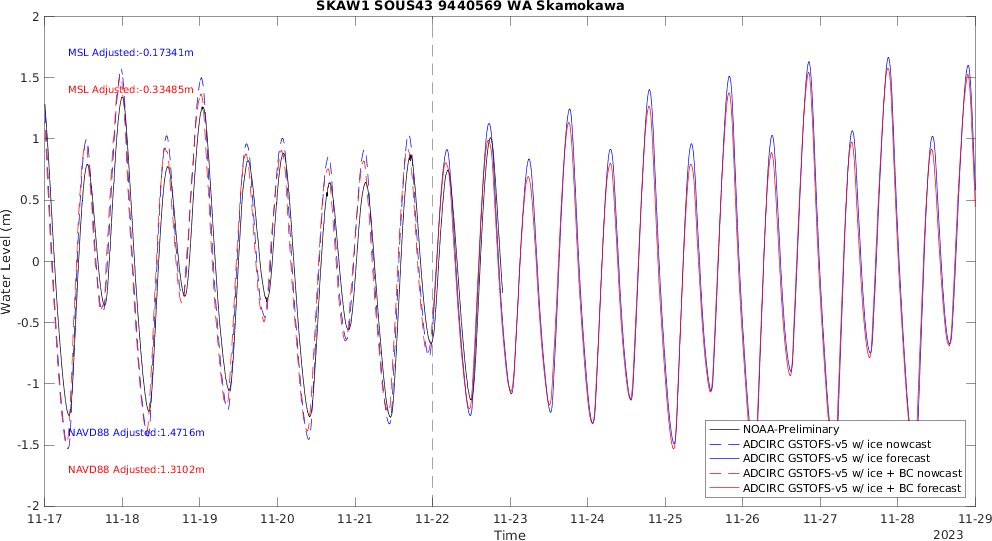 SKAW1 SOUS43 9440569 WA Skamokawa
2
1.5
1
0.5
0
-0.5
-1
-1.5
-2
Water Level (m)
MSL Adjusted:-0.17341m
MSL Adjusted:-0.33485m
NAVD88 Adjusted:1.4716m
NAVD88 Adjusted:1.3102m
NOAA-Preliminary
ADCIRC GSTOFS-v5 w/ ice nowcast
ADCIRC GSTOFS-v5 w/ ice forecast
ADCIRC GSTOFS-v5 w/ ice + BC nowcast
ADCIRC GSTOFS-v5 w/ ice + BC forecast
11-17 11-18 11-19 11-20 11-21 11-22 11-23 11-24 11-25 11-26 11-27 11-28 11-29
Time
2023